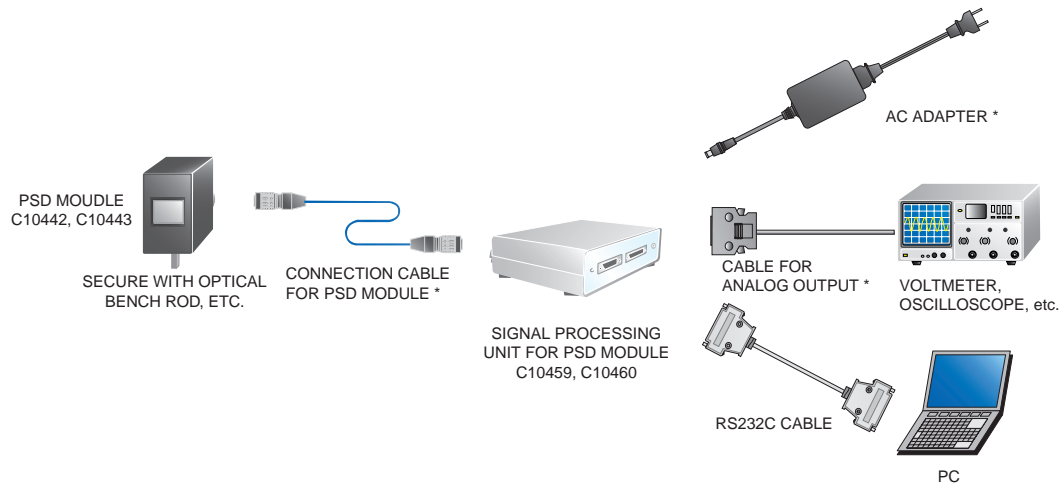 PSD MOUDLE
C10442, C10443
SECURE WITH OPTICAL
BENCH ROD, ETC.
CONNECTION CABLE
FOR PSD MODULE *
SIGNAL PROCESSING
UNIT FOR PSD MODULE
C10459, C10460
AC ADAPTER *
CABLE FOR
ANALOG OUTPUT *
VOLTMETER,
OSCILLOSCOPE, etc.
RS232C CABLE
PC